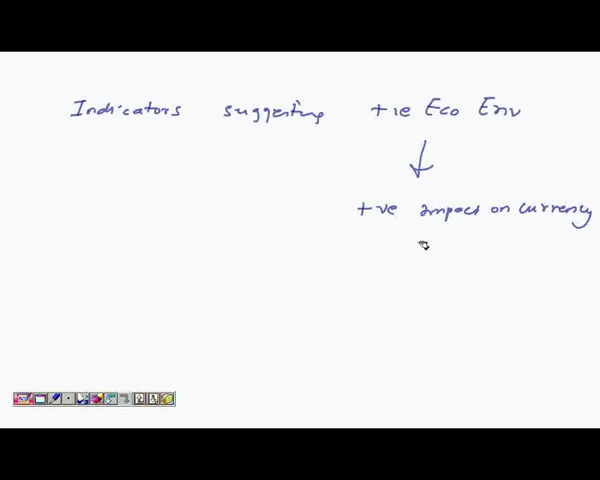 Indicators suggesting +ve Eco Env
+ve impact on currency